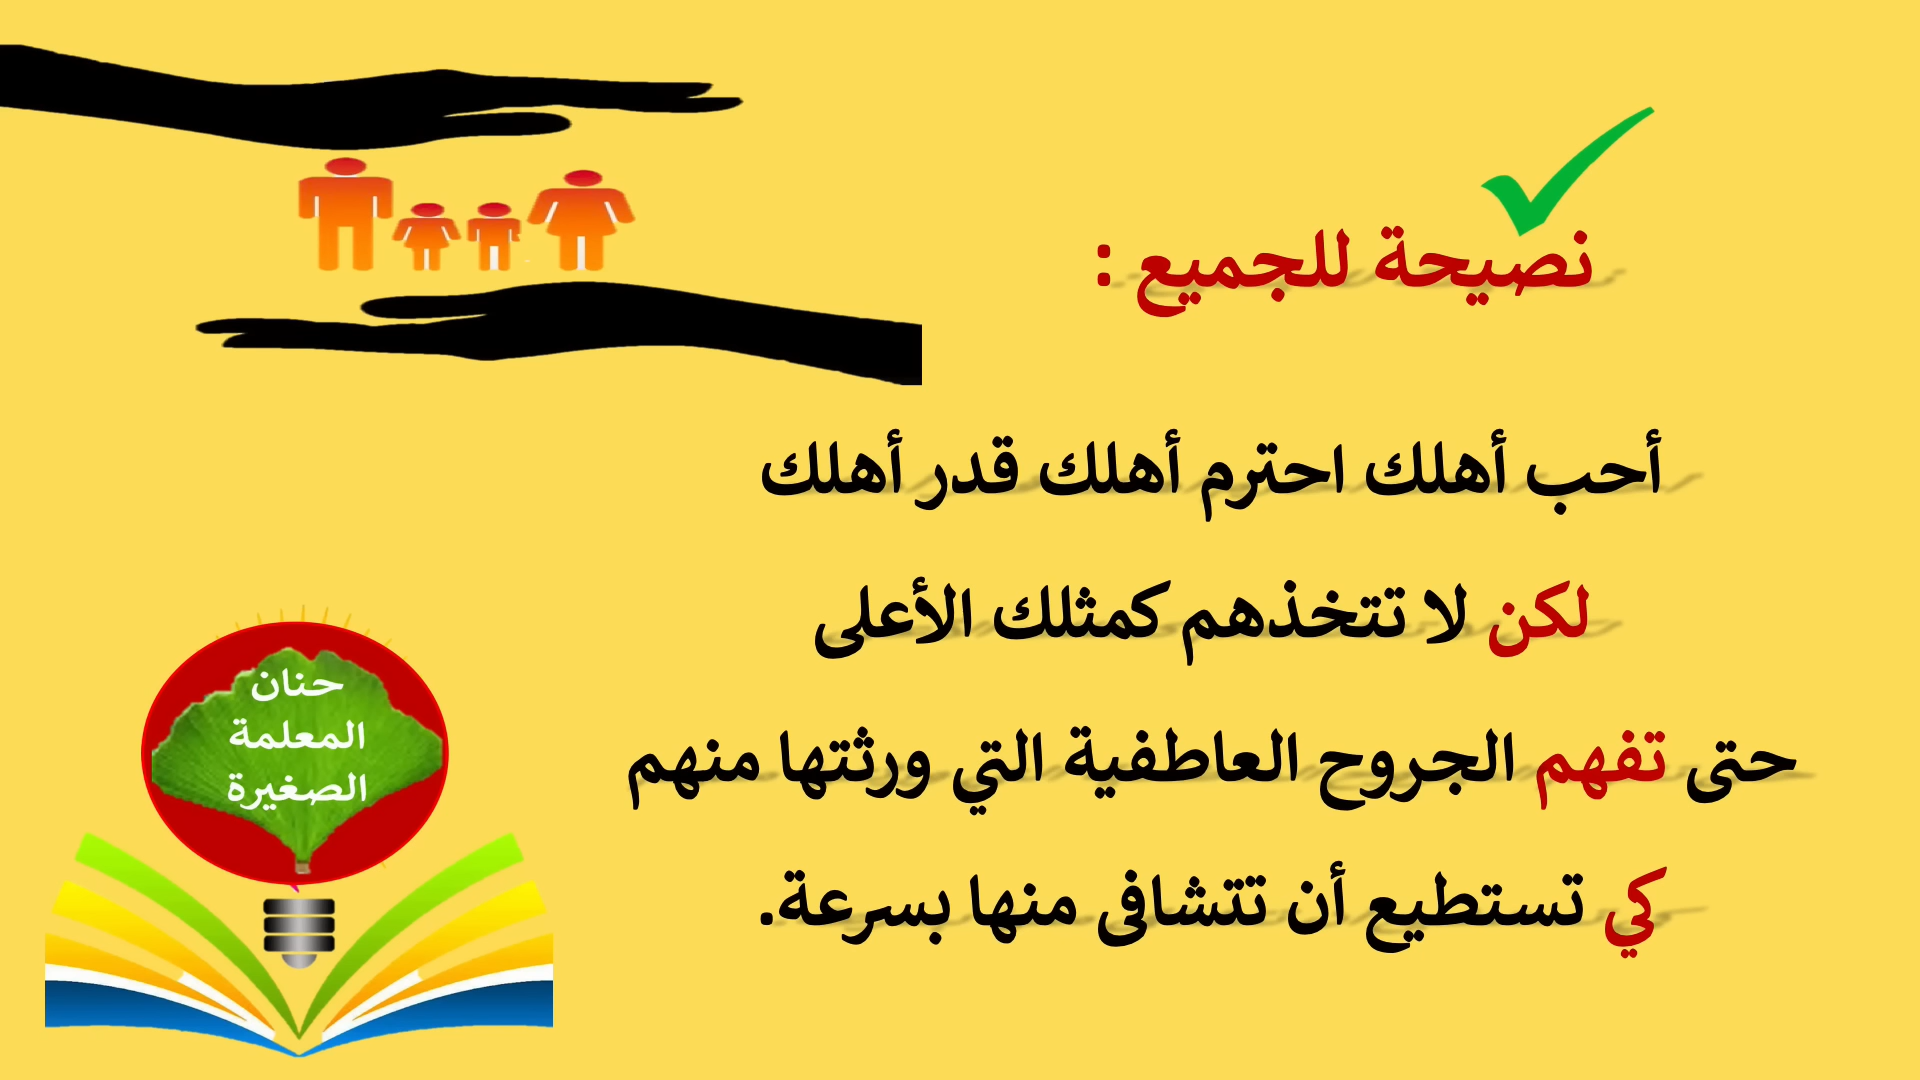 نصيحة للجميع :
أحب أهلك احترم أهلك قدر أهلك
لكن لا تتخذهم كمثلك الأعلى
حتى تفهم الجروح العاطفية التي ورثتها منهم
كي تستطيع أن تتشافى منها بسرعة.
حنان
المعلمة
الصغيرة